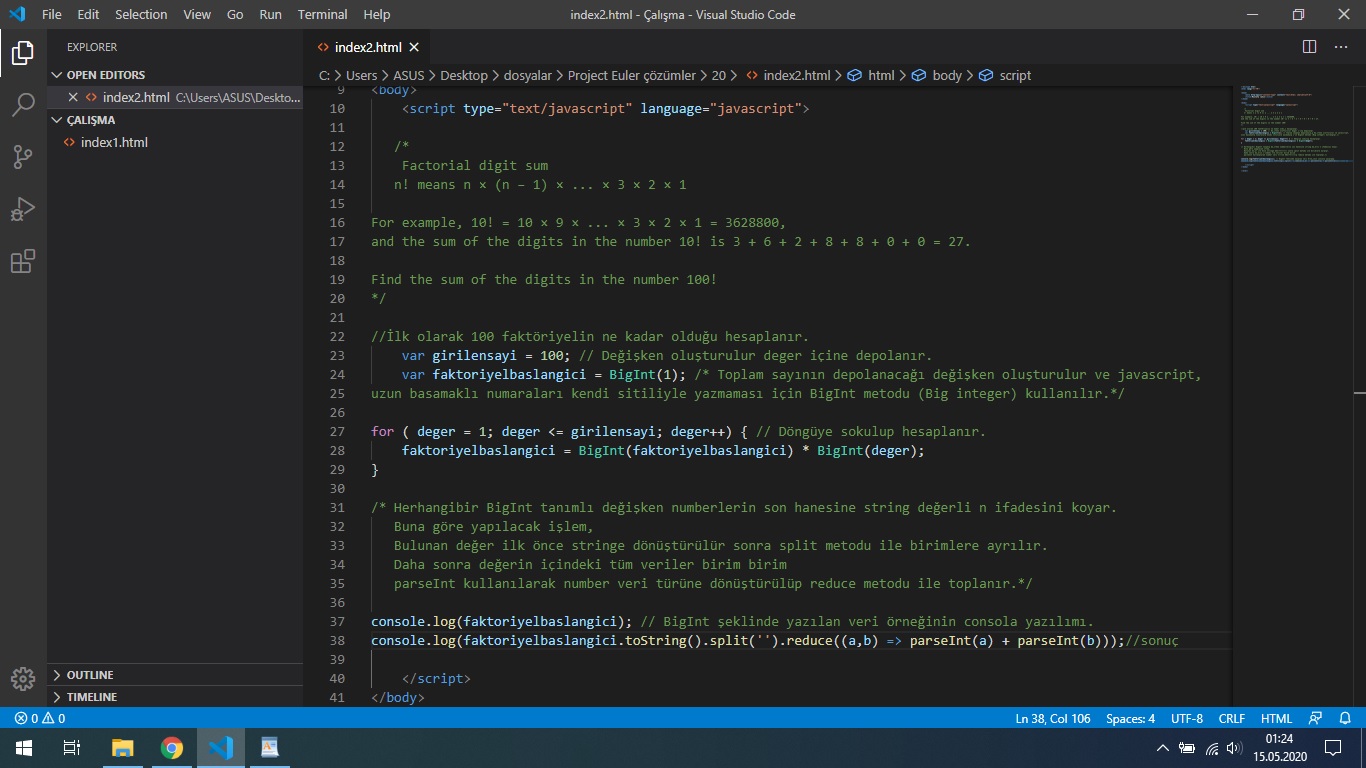 File Edit Selection View Go Run Terminal Help index2.html - Çalışma - Visual Studio Code
EXPLORER
OPEN EDITORS
index2.html C:\Users\ASUS\Deskto...
ÇALIŞMA
index1.html
OUTLINE
TIMELINE
index2.html
C: > Users > ASUS > Desktop > dosyalar > Project Euler çözümler > 20 > index2.html > html > body > script
9 <body>
10 <script type="text/javascript" language="javascript">
11
12 /*
13 Factorial digit sum
14 n! means n × (n − 1) × ... × 3 × 2 × 1
15
16 For example, 10! = 10 × 9 × ... × 3 × 2 × 1 = 3628800,
17 and the sum of the digits in the number 10! is 3 + 6 + 2 + 8 + 8 + 0 + 0 = 27.
18
19 Find the sum of the digits in the number 100!
20 */
21
22 //İlk olarak 100 faktöriyelin ne kadar olduğu hesaplanır.
23 var girilensayi = 100; // Değişken oluşturulur deger içine depolanır.
24 var faktoriyelbaslangici = BigInt(1); /* Toplam sayının depolanacağı değişken oluşturulur ve javascript,
25 uzun basamaklı numaraları kendi sitiliyle yazmaması için BigInt metodu (Big integer) kullanılır.*/
26
27 for ( deger = 1; deger <= girilensayi; deger++) { // Döngüye sokulup hesaplanır.
28 faktoriyelbaslangici = BigInt(faktoriyelbaslangici) * BigInt(deger);
29 }
30
31 /* Herhangibir BigInt tanımlı değişken numberlerin son hanesine string değerli n ifadesini koyar.
32 Buna göre yapılacak işlem,
33 Bulunan değer ilk önce stringe dönüştürülür sonra split metodu ile birimlere ayrılır.
34 Daha sonra değerin içindeki tüm veriler birim birim
35 parseInt kullanılarak number veri türüne dönüştürülüp reduce metodu ile toplanır.*/
36
37 console.log(faktoriyelbaslangici); // BigInt şeklinde yazılan veri örneğinin consola yazılımı.
38 console.log(faktoriyelbaslangici.toString().split('').reduce((a,b) => parseInt(a) + parseInt(b)));//sonuç
39
40 </script>
41 </body>
0 0 Ln 38, Col 106 Spaces: 4 UTF-8 CRLF HTML
01:24
15.05.2020